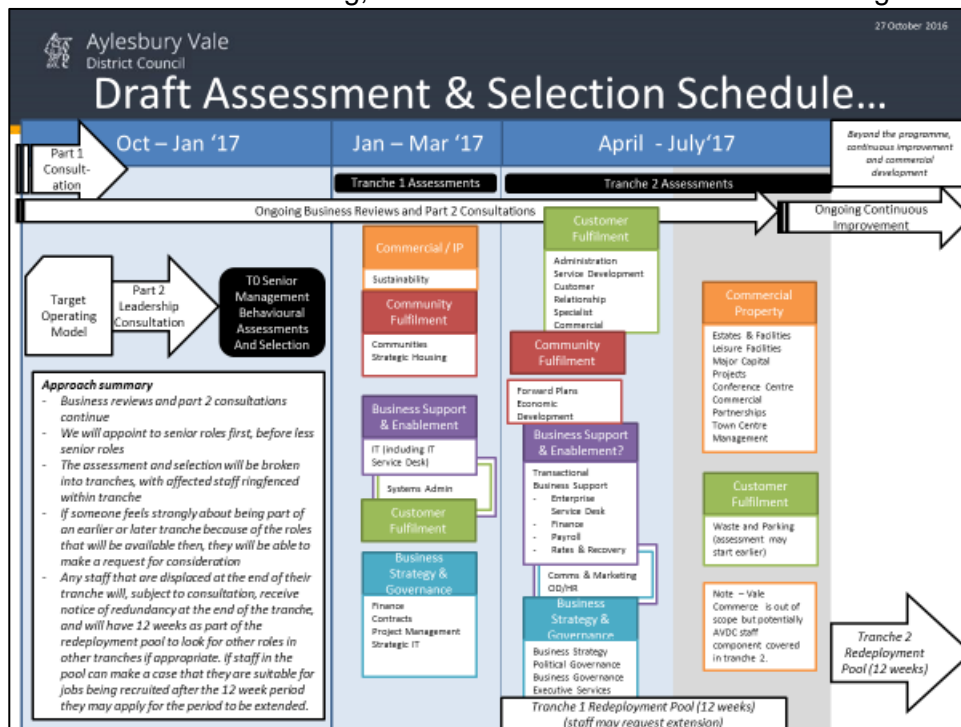 27 October 2016
Aylesbury Vale
District Council
Draft Assessment & Selection Schedule...
Oct – Jan '17
Jan – Mar '17
April - July'17
Beyond the programme,
continuous improvement
and commercial
development
Part 1
Consult-
ation
Tranche 1 Assessments
Tranche 2 Assessments
Ongoing Business Reviews and Part 2 Consultations
Ongoing Continuous
Improvement
Target
Operating
Model
Part 2
Leadership
Consultation
T0 Senior
Management
Behavioural
Assessments
And Selection
Approach summary
- Business reviews and part 2 consultations
continue
- We will appoint to senior roles first, before less
senior roles
- The assessment and selection will be broken
into tranches, with affected staff ringfenced
within tranche
- If someone feels strongly about being part of
an earlier or later tranche because of the roles
that will be available then, they will be able to
make a request for consideration
- Any staff that are displaced at the end of their
tranche will, subject to consultation, receive
notice of redundancy at the end of the tranche,
and will have 12 weeks as part of the
redeployment pool to look for other roles in
other tranches if appropriate. If staff in the
pool can make a case that they are suitable for
jobs being recruited after the 12 week period
they may apply for the period to be extended.
Commercial / IP
Sustainability
Community
Fulfilment
Communities
Strategic Housing
Business Support
& Enablement
IT (including IT
Service Desk)
Systems Admin
Customer
Fulfilment
Business
Strategy &
Governance
Finance
Contracts
Project Management
Strategic IT
Customer
Fulfilment
Administration
Service Development
Customer
Relationship
Specialist
Commercial
Community
Fulfilment
Forward Plans
Economic
Development
Business Support
& Enablement?
Transactional
Business Support
- Enterprise
Service Desk
- Finance
- Payroll
- Rates & Recovery
Comms & Marketing
OD/HR
Business
Strategy &
Governance
Business Strategy
Political Governance
Business Governance
Executive Services
Tranche 1 Redeployment Pool (12 weeks)
(staff may request extension)
Commercial
Property
Estates & Facilities
Leisure Facilities
Major Capital
Projects
Conference Centre
Commercial
Partnerships
Town Centre
Management
Customer
Fulfilment
Waste and Parking
(assessment may
start earlier)
Note – Vale
Commerce is out of
scope but potentially
AVDC staff
component covered
in tranche 2.
Tranche 2
Redeployment
Pool (12 weeks)